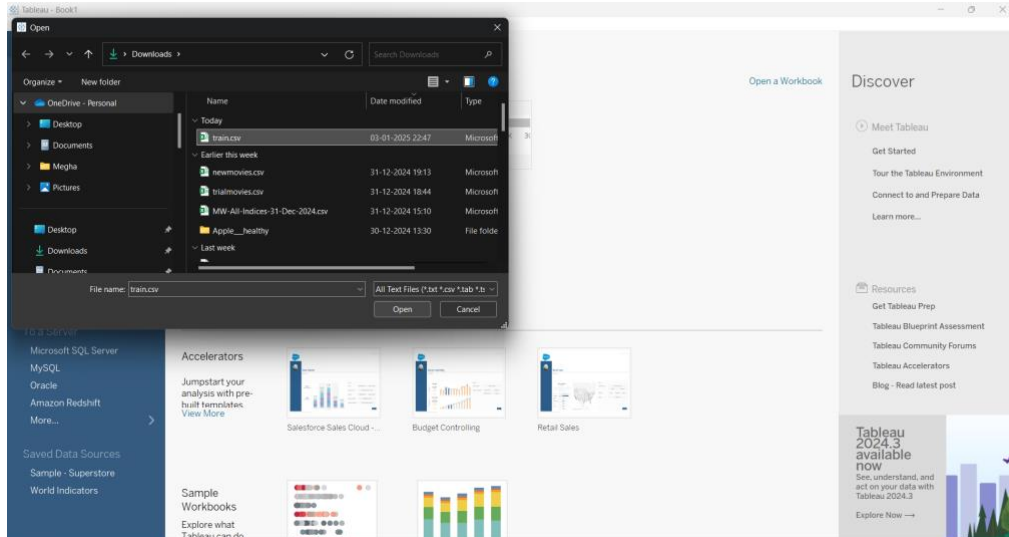 Tableau - Book1
Open
Downloads
Search Downloads
Organize
New folder
OneDrive - Personal
Desktop
Documents
Megha
Pictures
Desktop
Downloads
Documents
Name Date modified Type
Today
train.csv 03-01-2025 22:47 Microsoft
Earlier this week
newmovies.csv 31-12-2024 19:13 Microsoft
trialmovies.csv 31-12-2024 18:44 Microsoft
MW-All-Indices-31-Dec-2024.csv 31-12-2024 15:10 Microsoft
Apple__healthy 30-12-2024 13:30 File folde
Last week
File name: train.csv
All Text Files (*.txt *.csv *.tab *.ts
Open Cancel
To a Server
Microsoft SQL Server
MySQL
Oracle
Amazon Redshift
More...
Saved Data Sources
Sample - Superstore
World Indicators
Open a Workbook
Accelerators
Jumpstart your
analysis with pre-
built templates
View More
Salesforce Sales Cloud -...
Budget Controlling
Retail Sales
Sample
Workbooks
Explore what
Tableau can do
Discover
Meet Tableau
Get Started
Tour the Tableau Environment
Connect to and Prepare Data
Learn more...
Resources
Get Tableau Prep
Tableau Blueprint Assessment
Tableau Community Forums
Tableau Accelerators
Blog - Read latest post
Tableau
2024.3
available
now
See, understand, and
act on your data with
Tableau 2024.3
Explore Now →